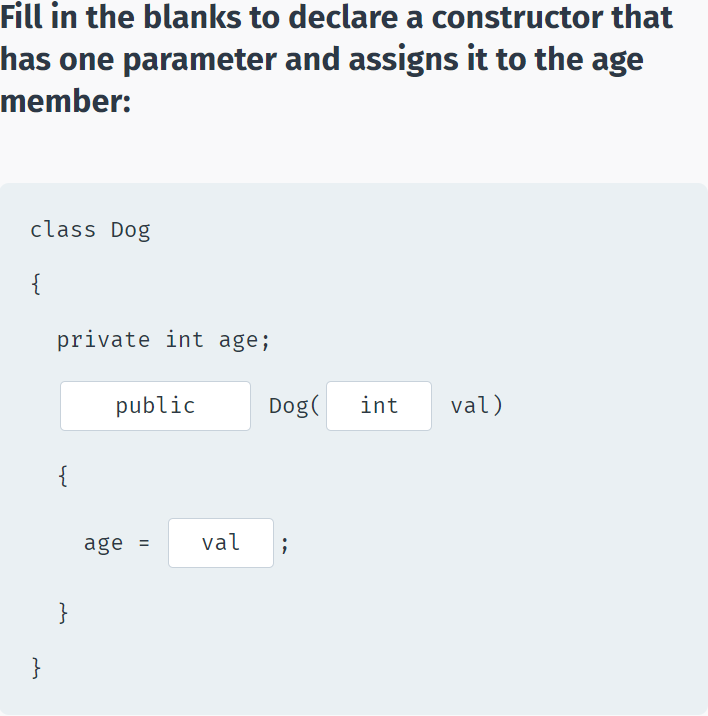 Fill in the blanks to declare a constructor that
has one parameter and assigns it to the age
member:
class Dog
{
private int age;
public Dog( int val)
{
age = val ;
}
}